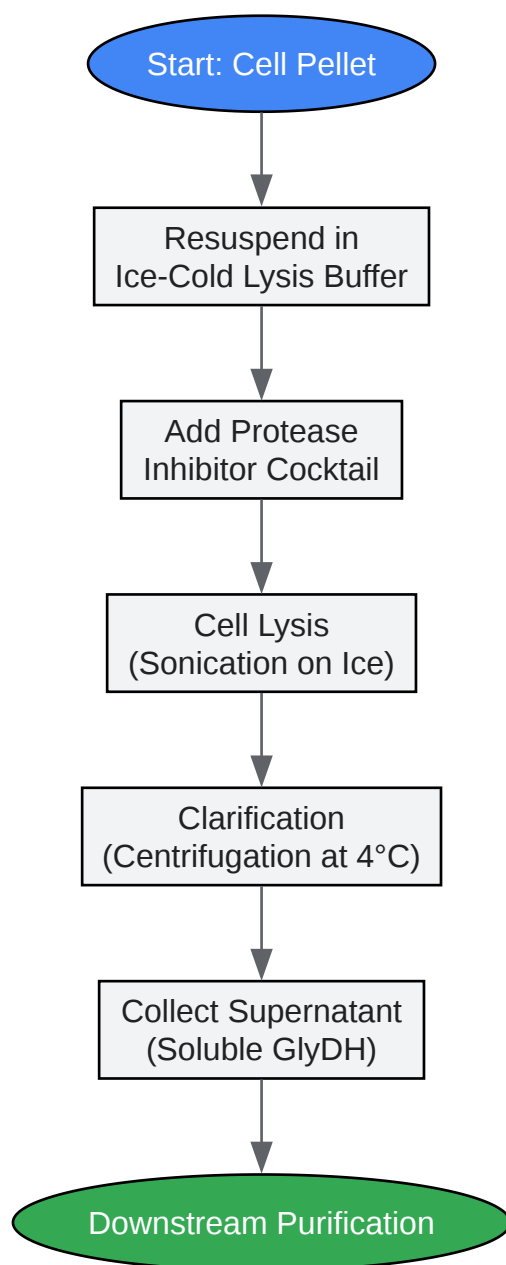 Start: Cell Pellet
Resuspend in
Ice-Cold Lysis Buffer
Add Protease
Inhibitor Cocktail
Cell Lysis
(Sonication on Ice)
Clarification
(Centrifugation at 4°C)
Collect Supernatant
(Soluble GlyDH)
Downstream Purification